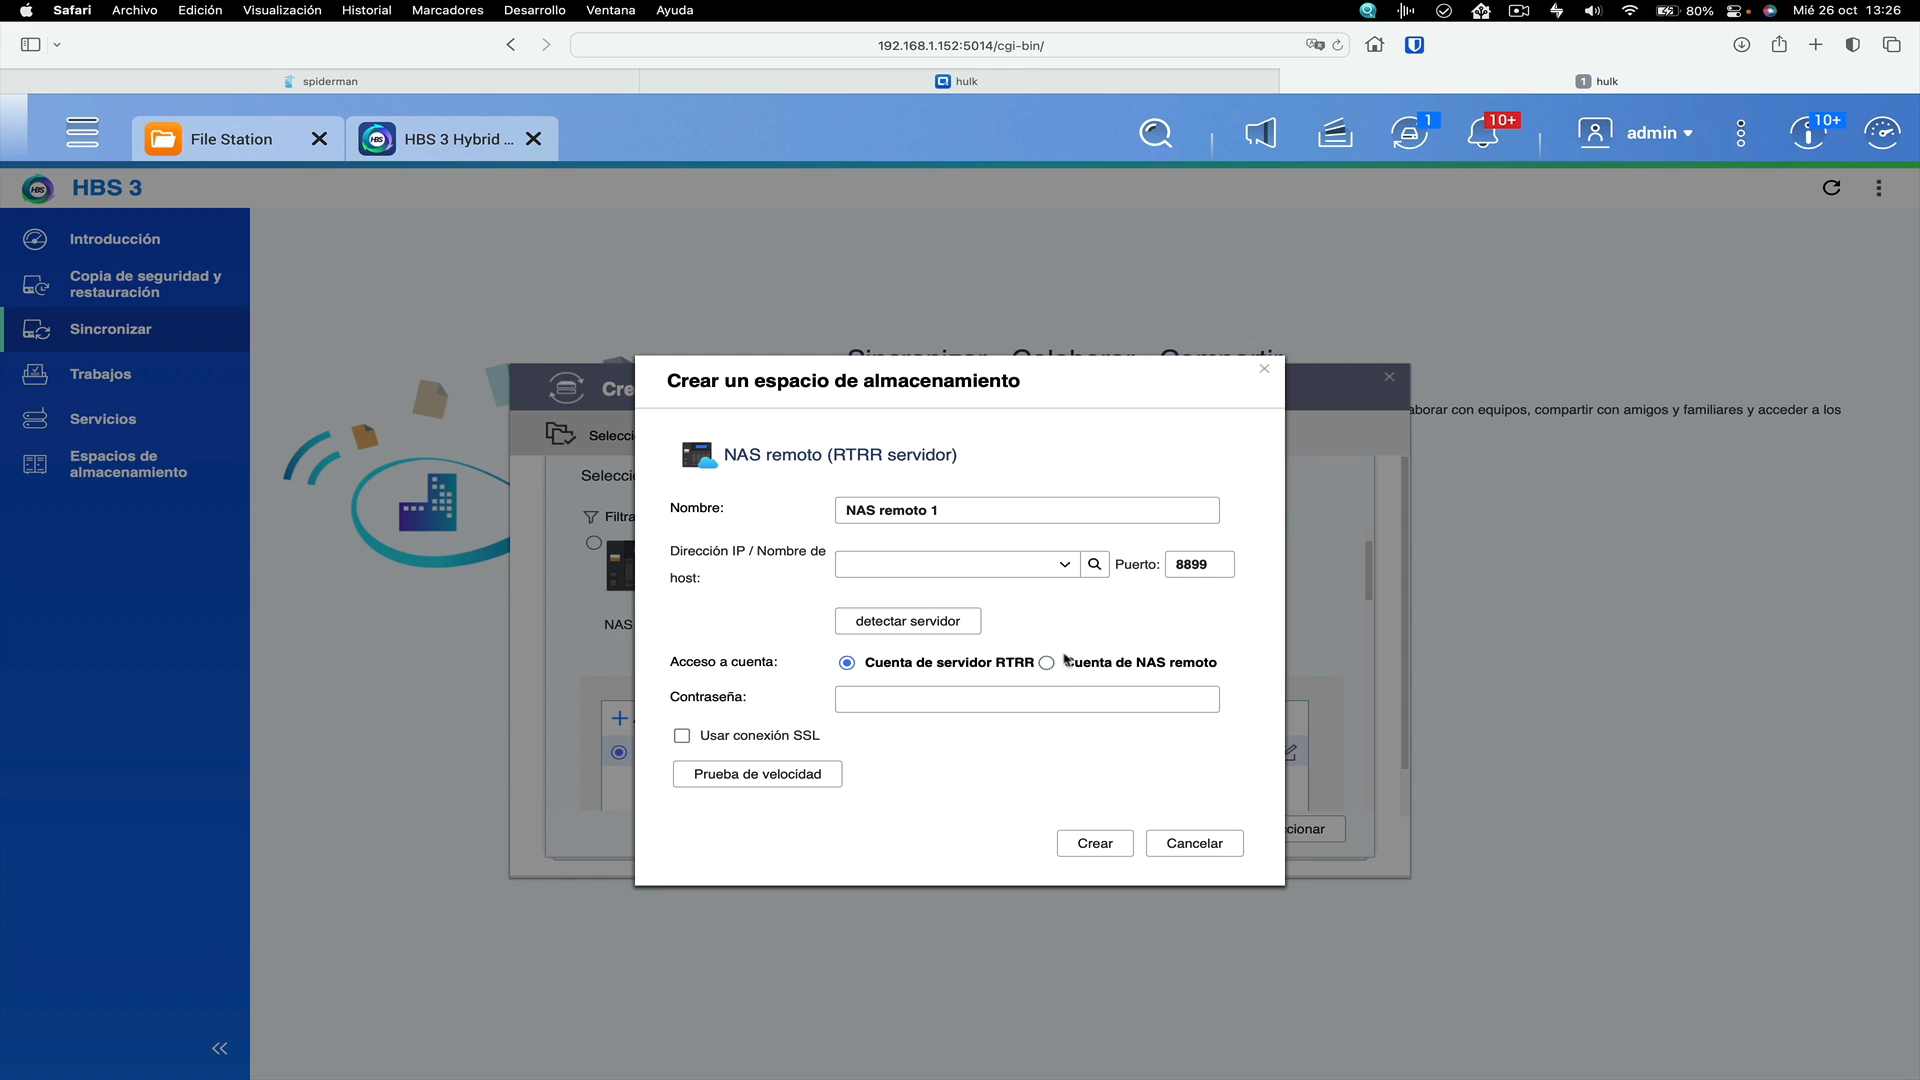 Safari Archivo Edición Visualización Historial Marcadores Desarrollo Ventana Ayuda 80% Mié 26 oct 13:26
192.168.1.152:5014/cgi-bin/
spiderman hulk 1 hulk
File Station HBS 3 Hybrid ... 1 10+ admin 10+
HBS 3
Introducción
Copia de seguridad y
restauración
Sincronizar
Trabajos
Servicios
Espacios de
almacenamiento
Crear un espacio de almacenamiento
NAS remoto (RTRR servidor)
Nombre: NAS remoto 1
Dirección IP / Nombre de
host:
Puerto: 8899
detectar servidor
Acceso a cuenta: Cuenta de servidor RTRR Cuenta de NAS remoto
Contraseña:
Usar conexión SSL
Prueba de velocidad
Crear Cancelar
Cre
Selecci
Selecci
Filtra
NAS
cionar
aborar con equipos, compartir con amigos y familiares y acceder a los